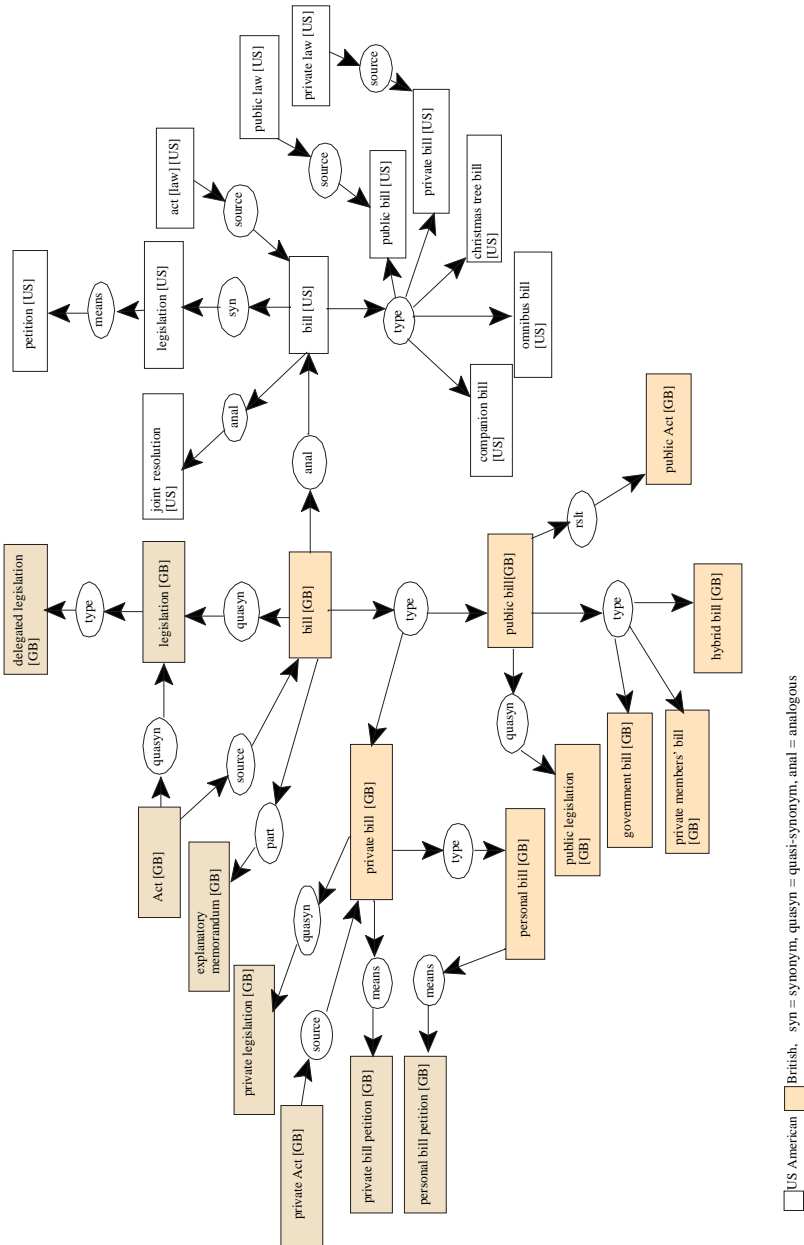 delegated legislation
[GB]
type
legislation [GB]
quasyn
quasyn
Act [GB]
source
bill [GB]
explanatory
memorandum [GB]
part
private legislation [GB]
quasyn
private Act [GB]
source
private bill [GB]
private bill petition [GB]
means
type
personal bill petition [GB]
means
personal bill [GB]
type
public bill[GB]
quasyn
public legislation
[GB]
rslt
public Act [GB]
type
government bill [GB]
private members' bill
[GB]
hybrid bill [GB]
anal
petition [US]
means
legislation [US]
syn
act [law] [US]
source
bill [US]
joint resolution
[US]
anal
public law [US]
source
public bill [US]
private law [US]
source
private bill [US]
type
christmas tree bill
[US]
omnibus bill
[US]
companion bill
[US]
US American
British, syn = synonym, quasyn = quasi-synonym, anal = analogous